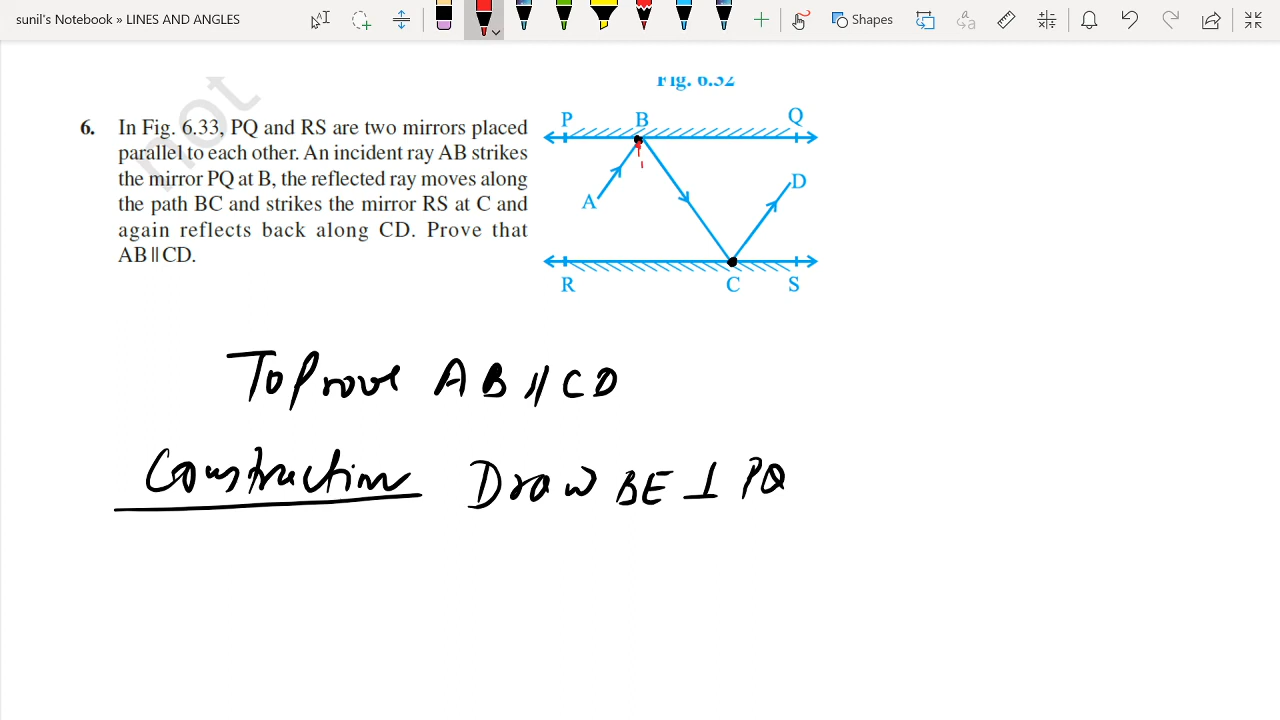 sunil's Notebook » LINES AND ANGLES
Shapes
not
Fig. 6.32
6. In Fig. 6.33, PQ and RS are two mirrors placed
parallel to each other. An incident ray AB strikes
the mirror PQ at B, the reflected ray moves along
the path BC and strikes the mirror RS at C and
again reflects back along CD. Prove that
AB || CD.
P B Q
A D
R C S
To Prove AB || CD
Construction Draw BE ⊥ PQ